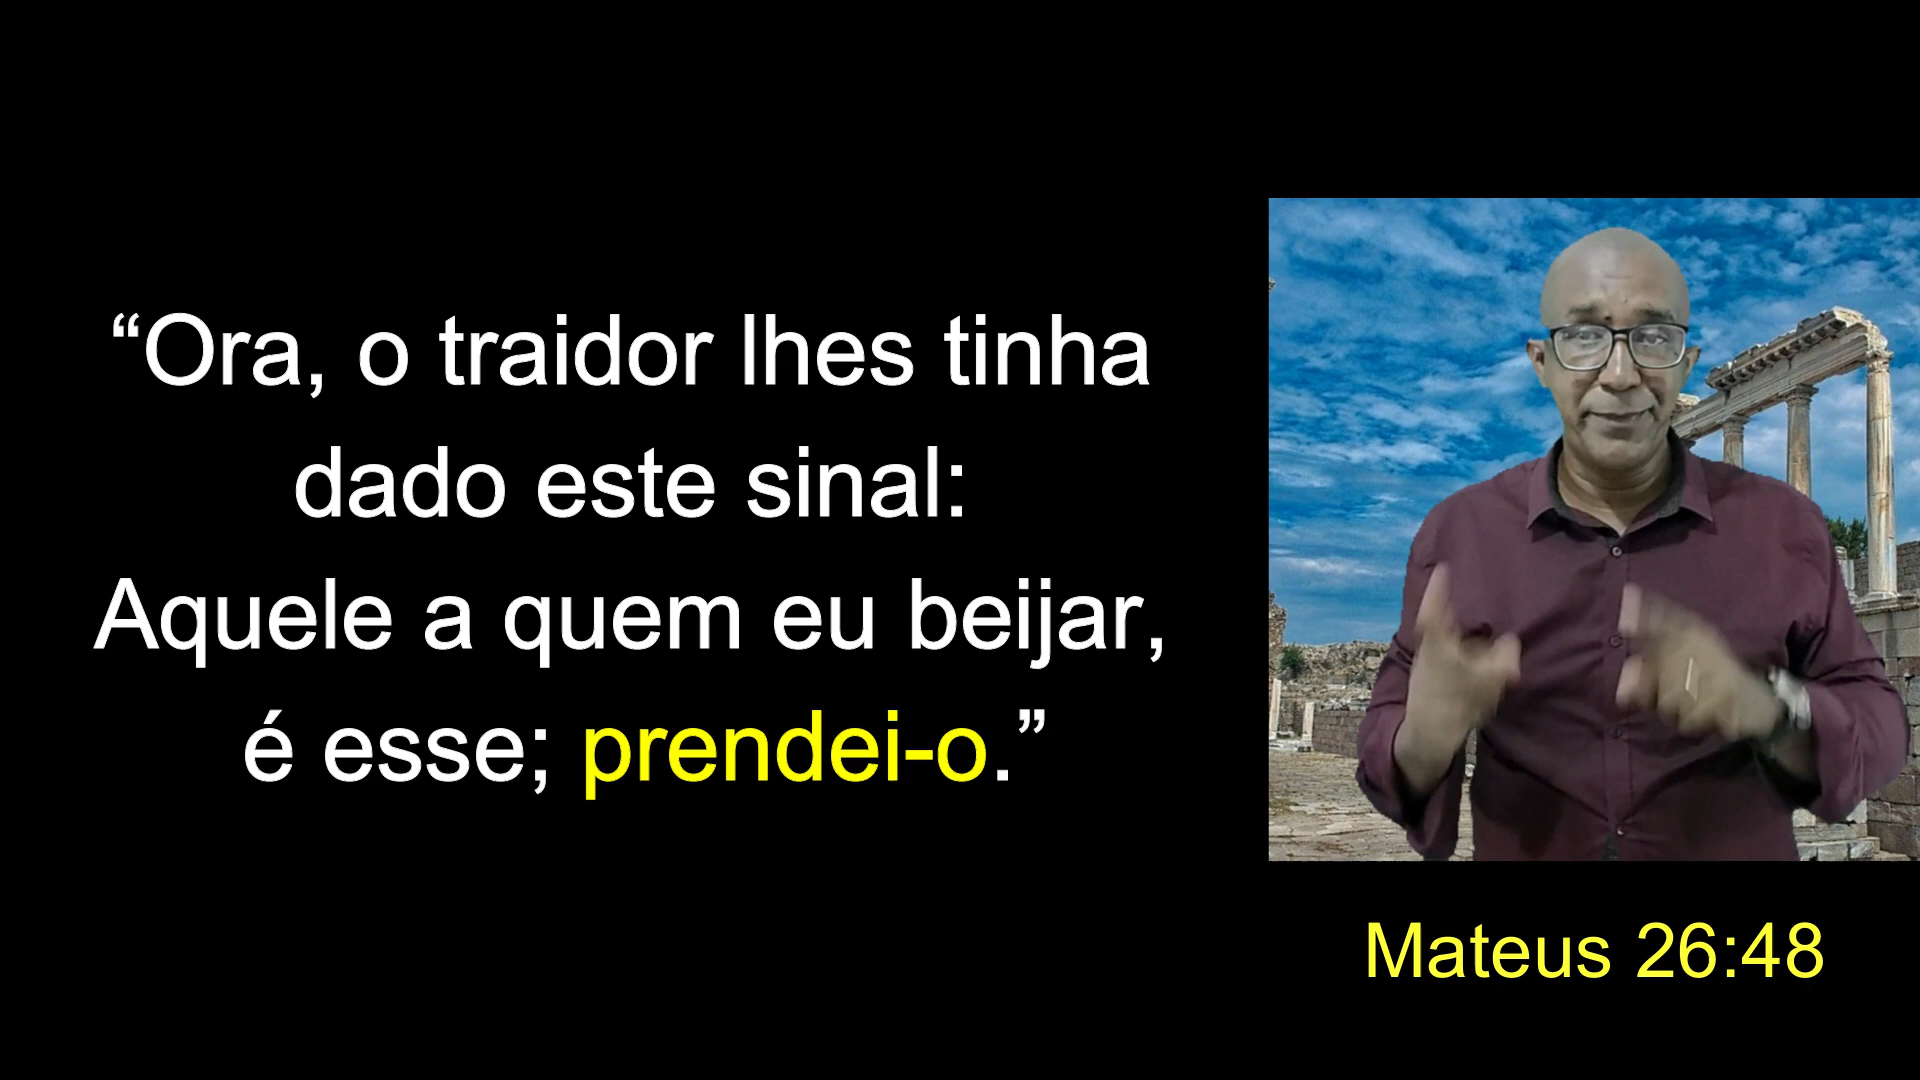 “Ora, o traidor lhes tinha
dado este sinal:
Aquele a quem eu beijar,
é esse; prendei-o.”
Mateus 26:48